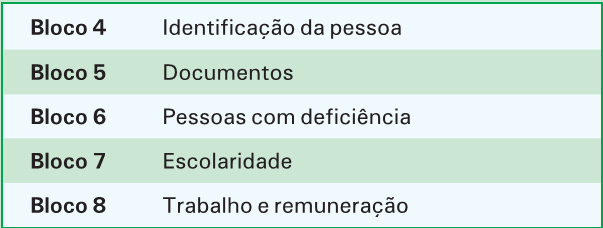 Bloco 4 Identificação da pessoa
Bloco 5 Documentos
Bloco 6 Pessoas com deficiência
Bloco 7 Escolaridade
Bloco 8 Trabalho e remuneração